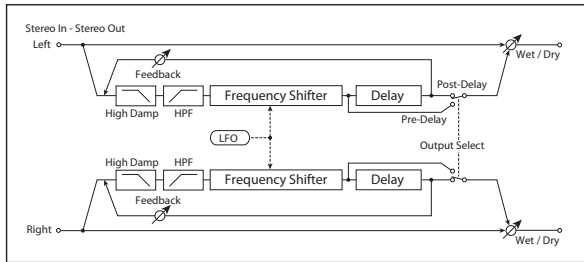 Stereo In - Stereo Out
Left
Wet / Dry
Feedback
Post-Delay
Frequency Shifter
Delay
High Damp
HPF
Pre-Delay
LFO
Output Select
High Damp
HPF
Frequency Shifter
Delay
Feedback
Right
Wet / Dry